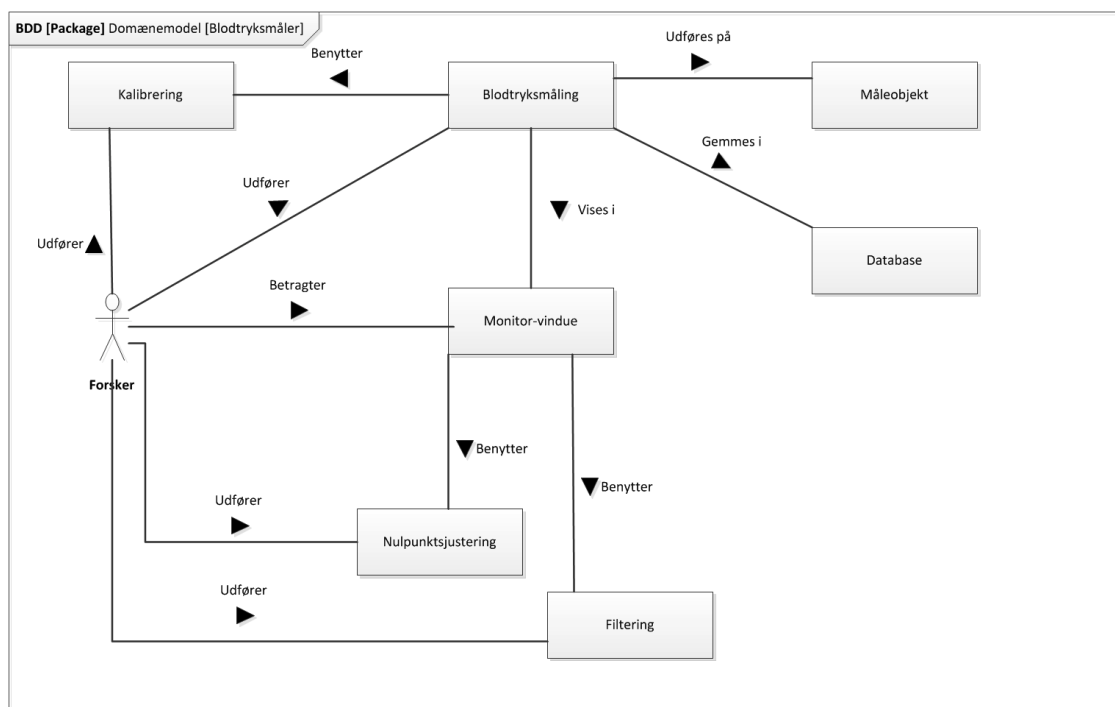 BDD [Package] Domænemodel [Blodtryksmåler]
Udføres på
Benytter
Kalibrering
Blodtryksmåling
Måleobjekt
Gemmes i
Udfører
Vises i
Udfører
Database
Betragter
Monitor-vindue
Forsker
Benytter
Benytter
Udfører
Nulpunktsjustering
Udfører
Filtering